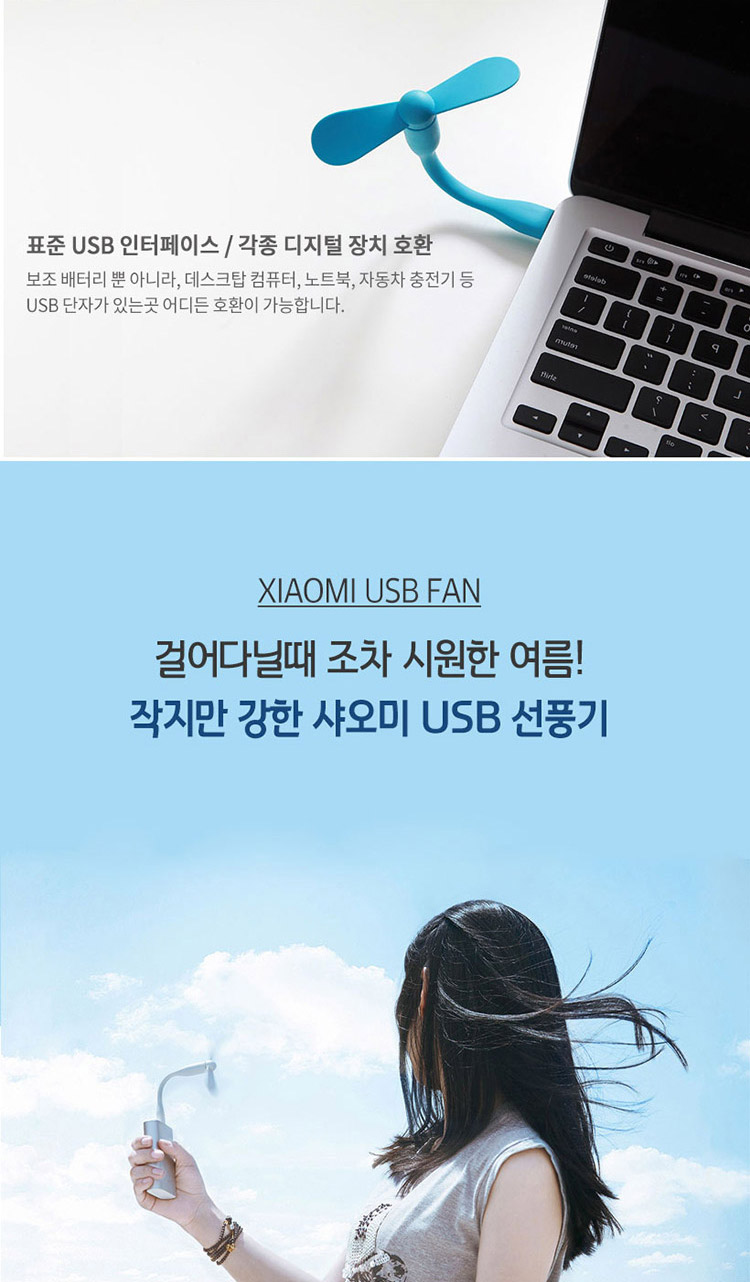 표준 USB 인터페이스 / 각종 디지털 장치 호환
보조 배터리 뿐 아니라, 데스크탑 컴퓨터, 노트북, 자동차 충전기 등
USB 단자가 있는곳 어디든 호환이 가능합니다.
delete
enter
return
shift
XIAOMI USB FAN
걸어다닐때 조차 시원한 여름!
작지만 강한 샤오미 USB 선풍기